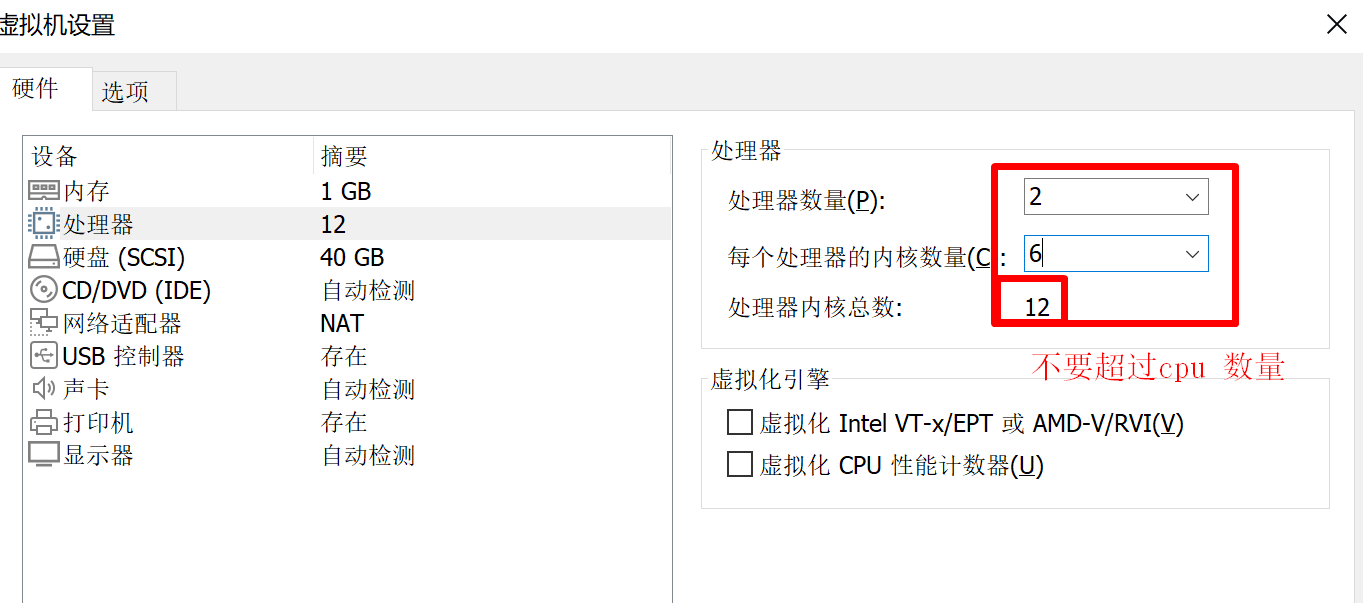 虚拟机设置
硬件
选项
设备 摘要
内存 1 GB
处理器 12
硬盘 (SCSI) 40 GB
CD/DVD (IDE) 自动检测
网络适配器 NAT
USB 控制器 存在
声卡 自动检测
打印机 存在
显示器 自动检测
处理器
处理器数量(P): 2
每个处理器的内核数量(C : 6
处理器内核总数: 12
不要超过cpu 数量
虚拟化引擎
虚拟化 Intel VT-x/EPT 或 AMD-V/RVI(V)
虚拟化 CPU 性能计数器(U)